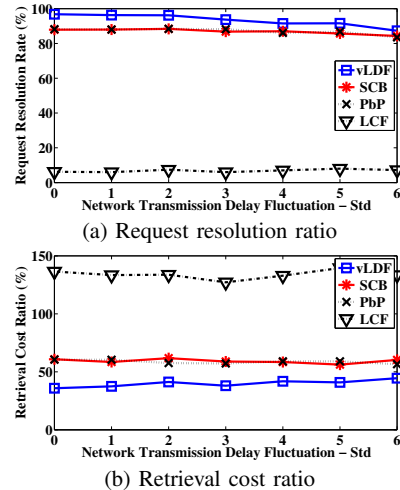 100
80
60
40
20
0
Request Resolution Rate (%)
vLDF
SCB
PbP
LCF
0 1 2 3 4 5 6
Network Transmission Delay Fluctuation – Std
(a) Request resolution ratio
150
100
50
0
Retrieval Cost Ratio (%)
vLDF
SCB
PbP
LCF
0 1 2 3 4 5 6
Network Transmission Delay Fluctuation – Std
(b) Retrieval cost ratio